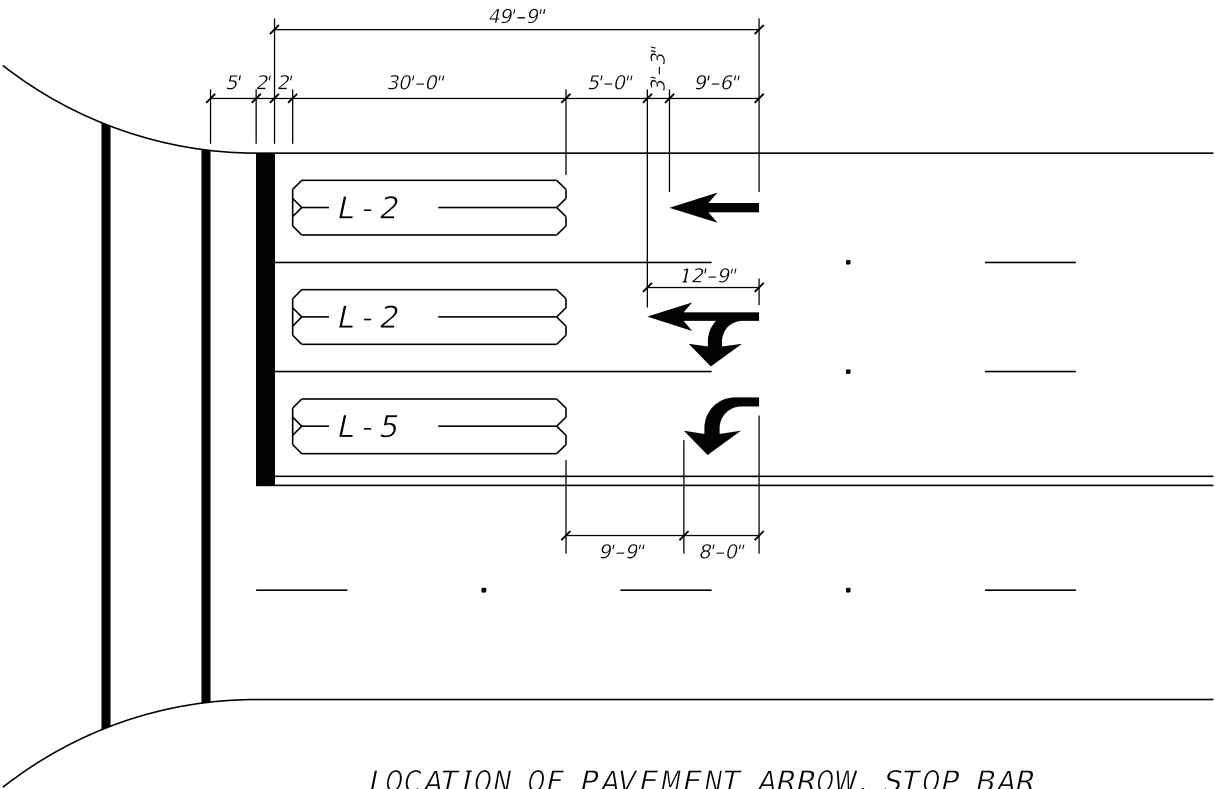 49'-9"
5' 2' 2' 30'-0" 5'-0" 3'-3" 9'-6"
L-2
12'-9"
L-2
L-5
9'-9" 8'-0"
LOCATION OF PAVEMENT ARROW, STOP BAR